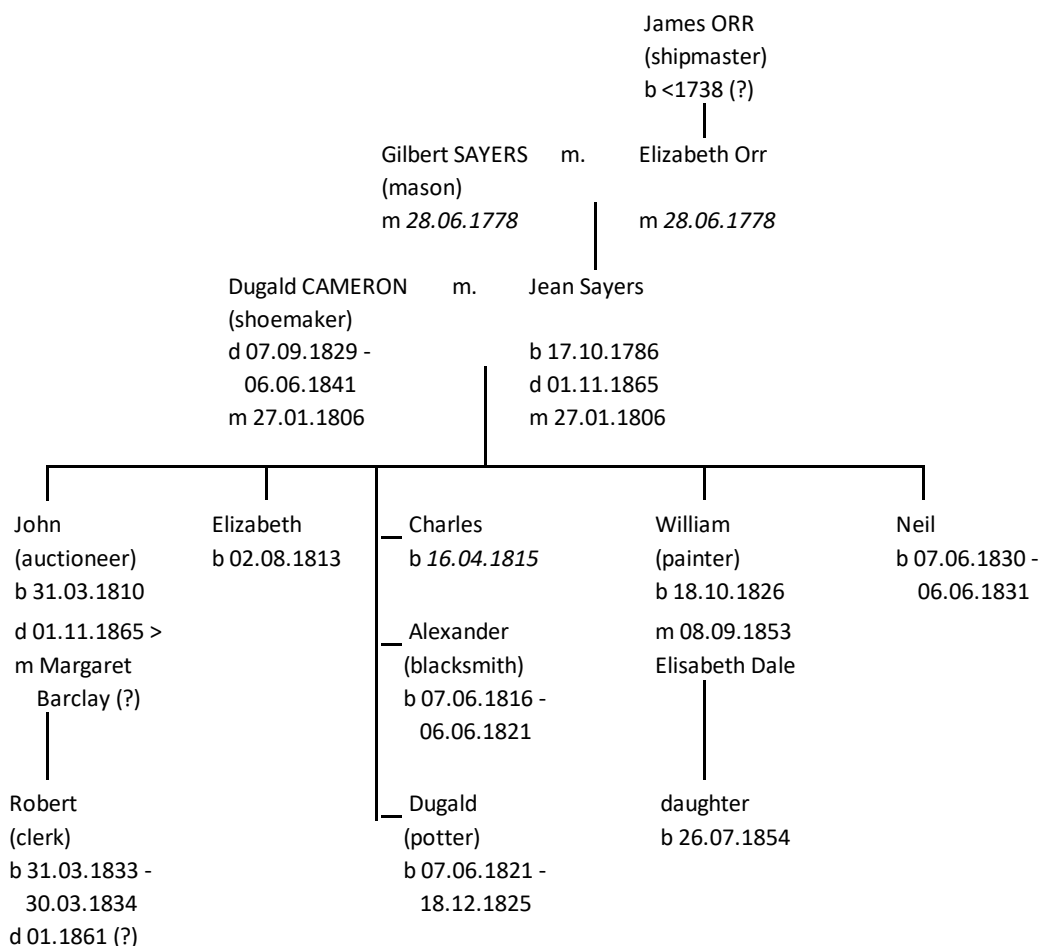 James ORR
(shipmaster)
b <1738 (?)
Gilbert SAYERS m. Elizabeth Orr
(mason)
m 28.06.1778 m 28.06.1778
Dugald CAMERON m. Jean Sayers
(shoemaker)
d 07.09.1829 - b 17.10.1786
06.06.1841 d 01.11.1865
m 27.01.1806 m 27.01.1806
John Elizabeth Charles William Neil
(auctioneer) b 02.08.1813 b 16.04.1815 (painter) b 07.06.1830 -
b 31.03.1810 b 18.10.1826 06.06.1831
d 01.11.1865 > Alexander m 08.09.1853
m Margaret (blacksmith) Elisabeth Dale
Barclay (?) b 07.06.1816 -
06.06.1821
Robert Dugald daughter
(clerk) (potter) b 26.07.1854
b 31.03.1833 - b 07.06.1821 -
30.03.1834 18.12.1825
d 01.1861 (?)